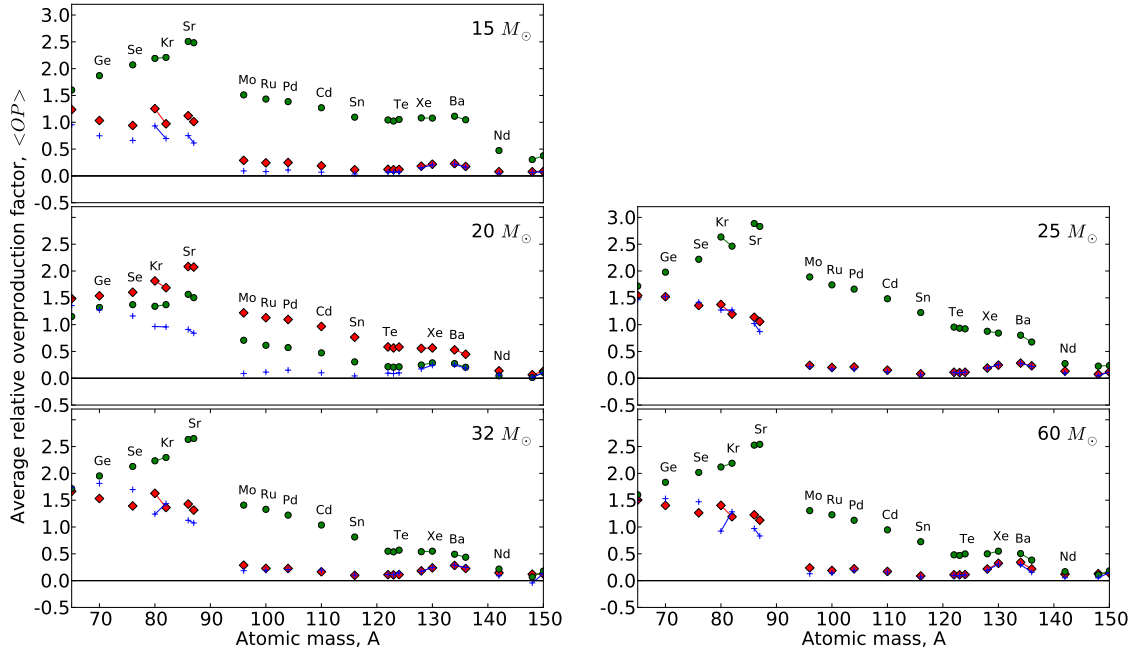 Average relative overproduction factor, <OP>
15 M☉
3.0
2.5
2.0
1.5
1.0
0.5
0.0
-0.5
Ge
Se
Kr
Sr
Mo
Ru
Pd
Cd
Sn
Te
Xe
Ba
Nd
20 M☉
3.0
2.5
2.0
1.5
1.0
0.5
0.0
-0.5
Ge
Se
Kr
Sr
Mo
Ru
Pd
Cd
Sn
Te
Xe
Ba
Nd
25 M☉
3.0
2.5
2.0
1.5
1.0
0.5
0.0
-0.5
Ge
Se
Kr
Sr
Mo
Ru
Pd
Cd
Sn
Te
Xe
Ba
Nd
32 M☉
2.5
2.0
1.5
1.0
0.5
0.0
-0.5
Ge
Se
Kr
Sr
Mo
Ru
Pd
Cd
Sn
Te
Xe
Ba
Nd
70 80 90 100 110 120 130 140 150
Atomic mass, A
60 M☉
2.5
2.0
1.5
1.0
0.5
0.0
-0.5
Ge
Se
Kr
Sr
Mo
Ru
Pd
Cd
Sn
Te
Xe
Ba
Nd
70 80 90 100 110 120 130 140 150
Atomic mass, A